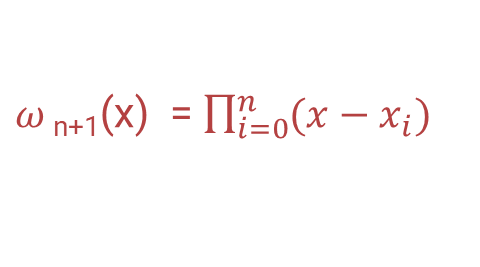 ω n+1(x) = ∏ⁿᵢ₌₀(x − xᵢ)